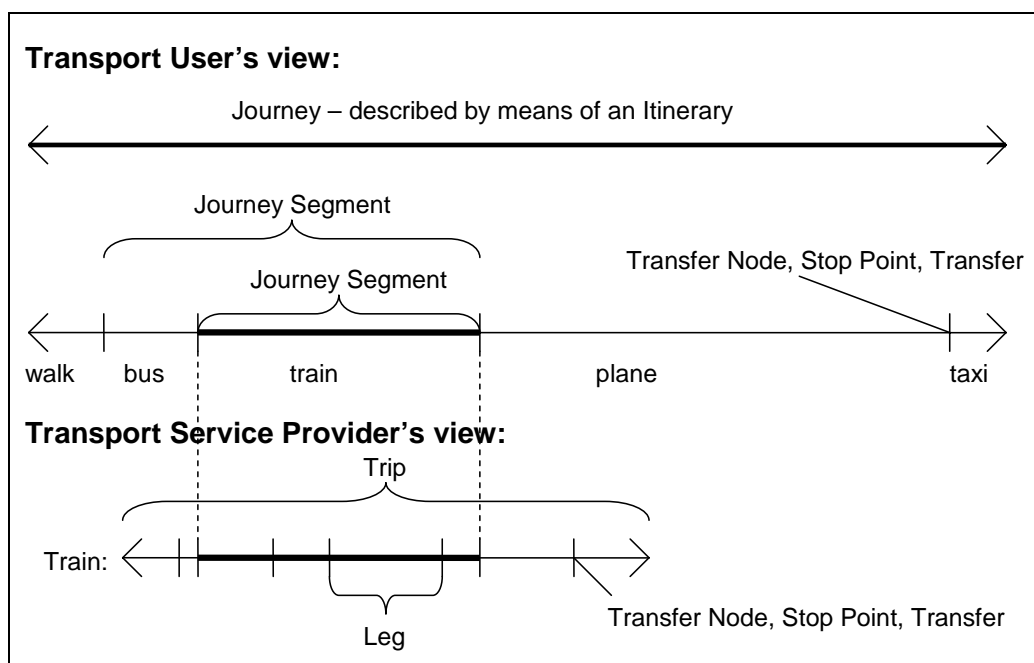 Transport User’s view:
Journey – described by means of an Itinerary
Journey Segment
Transfer Node, Stop Point, Transfer
Journey Segment
walk bus train plane taxi
Transport Service Provider’s view:
Trip
Train:
Transfer Node, Stop Point, Transfer
Leg